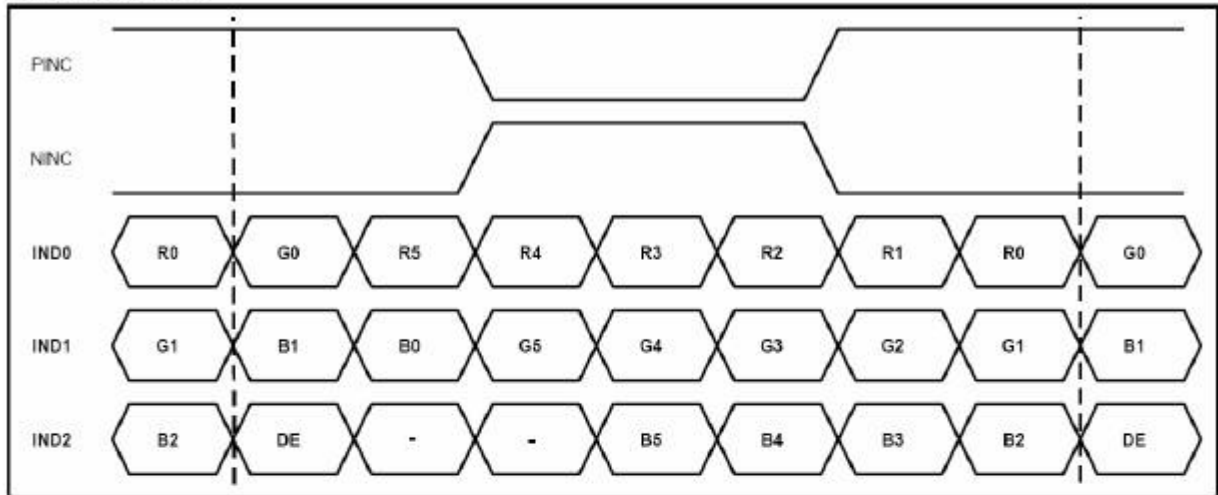 PINC
NINC
IND0 R0 G0 R5 R4 R3 R2 R1 R0 G0
IND1 G1 B1 B0 G5 G4 G3 G2 G1 B1
IND2 B2 DE - - B5 B4 B3 B2 DE